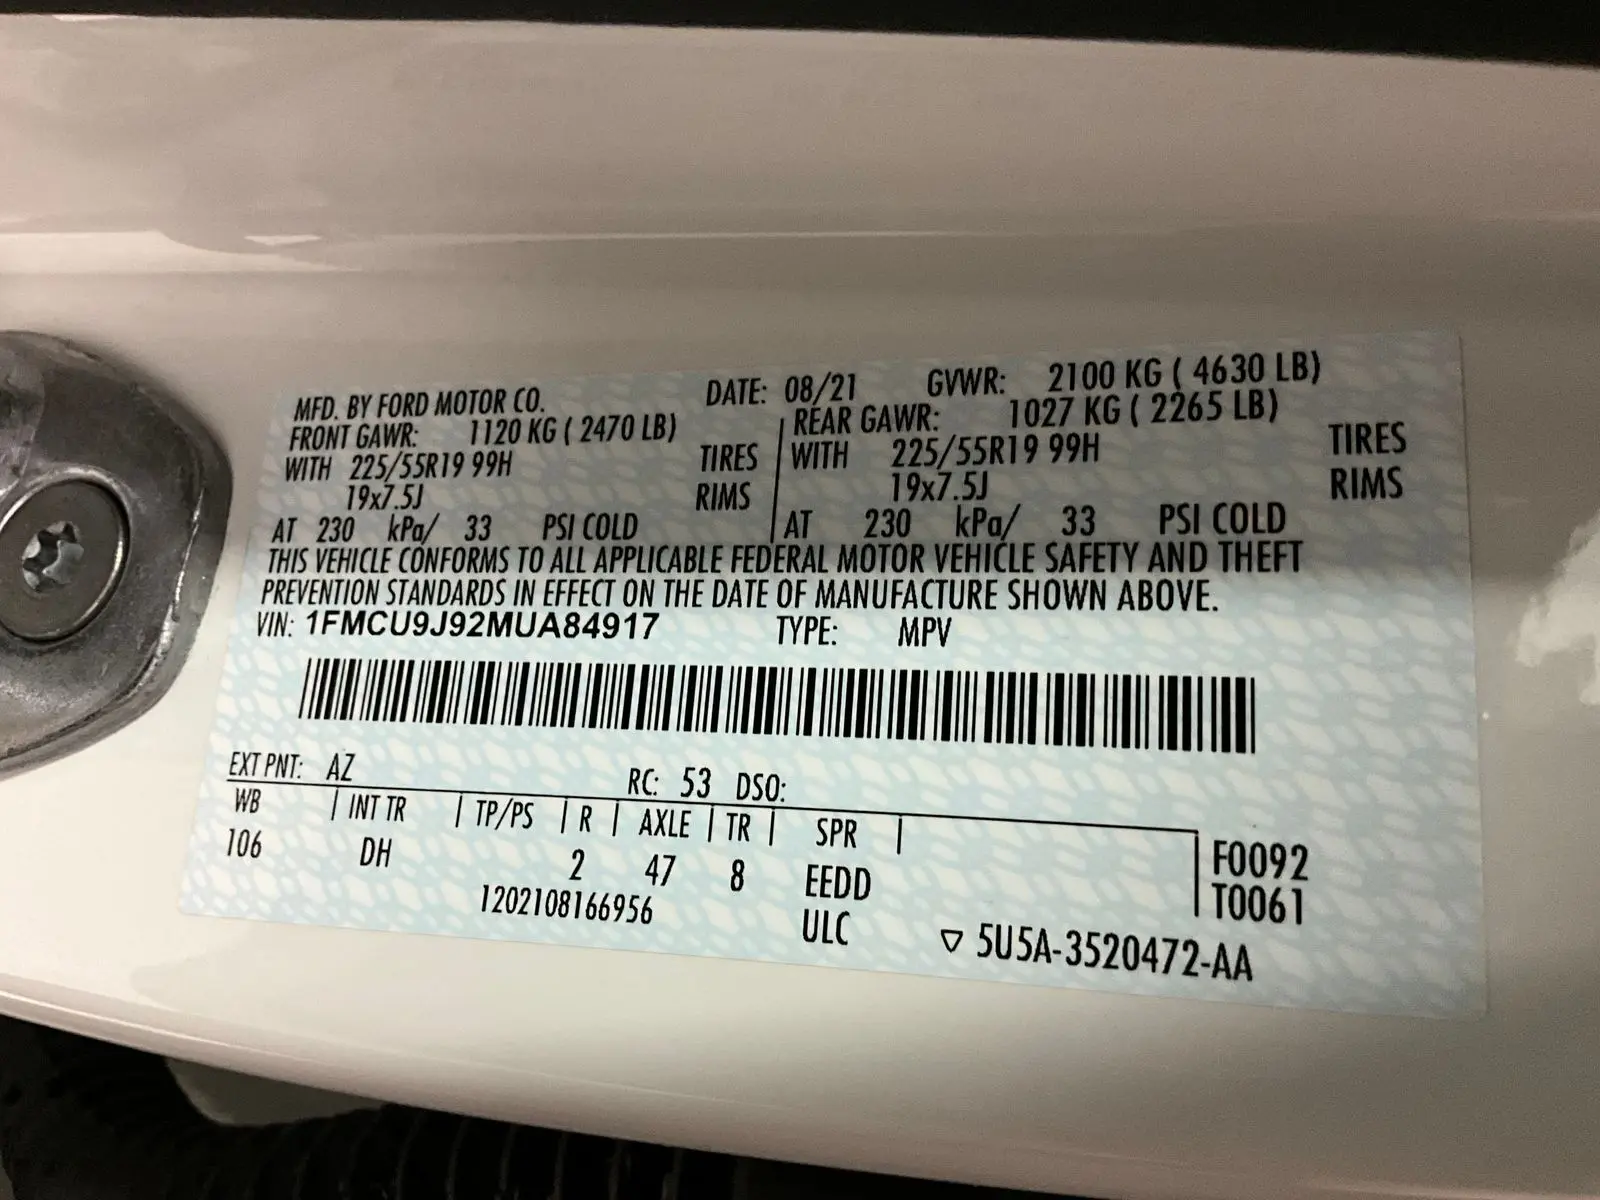 MFD. BY FORD MOTOR CO. DATE: 08/21 GVWR: 2100 KG ( 4630 LB)
FRONT GAWR: 1120 KG ( 2470 LB) REAR GAWR: 1027 KG ( 2265 LB)
WITH 225/55R19 99H TIRES WITH 225/55R19 99H TIRES
19x7.5J RIMS 19x7.5J RIMS
AT 230 kPa/ 33 PSI COLD AT 230 kPa/ 33 PSI COLD
THIS VEHICLE CONFORMS TO ALL APPLICABLE FEDERAL MOTOR VEHICLE SAFETY AND THEFT
PREVENTION STANDARDS IN EFFECT ON THE DATE OF MANUFACTURE SHOWN ABOVE.
VIN: 1FMCU9J92MUA84917 TYPE: MPV
EXT PNT: AZ RC: 53 DSO:
WB INT TR TP/PS R AXLE TR SPR
106 DH 2 47 8 EEDD F0092
1202108166956 ULC T0061
5U5A-3520472-AA